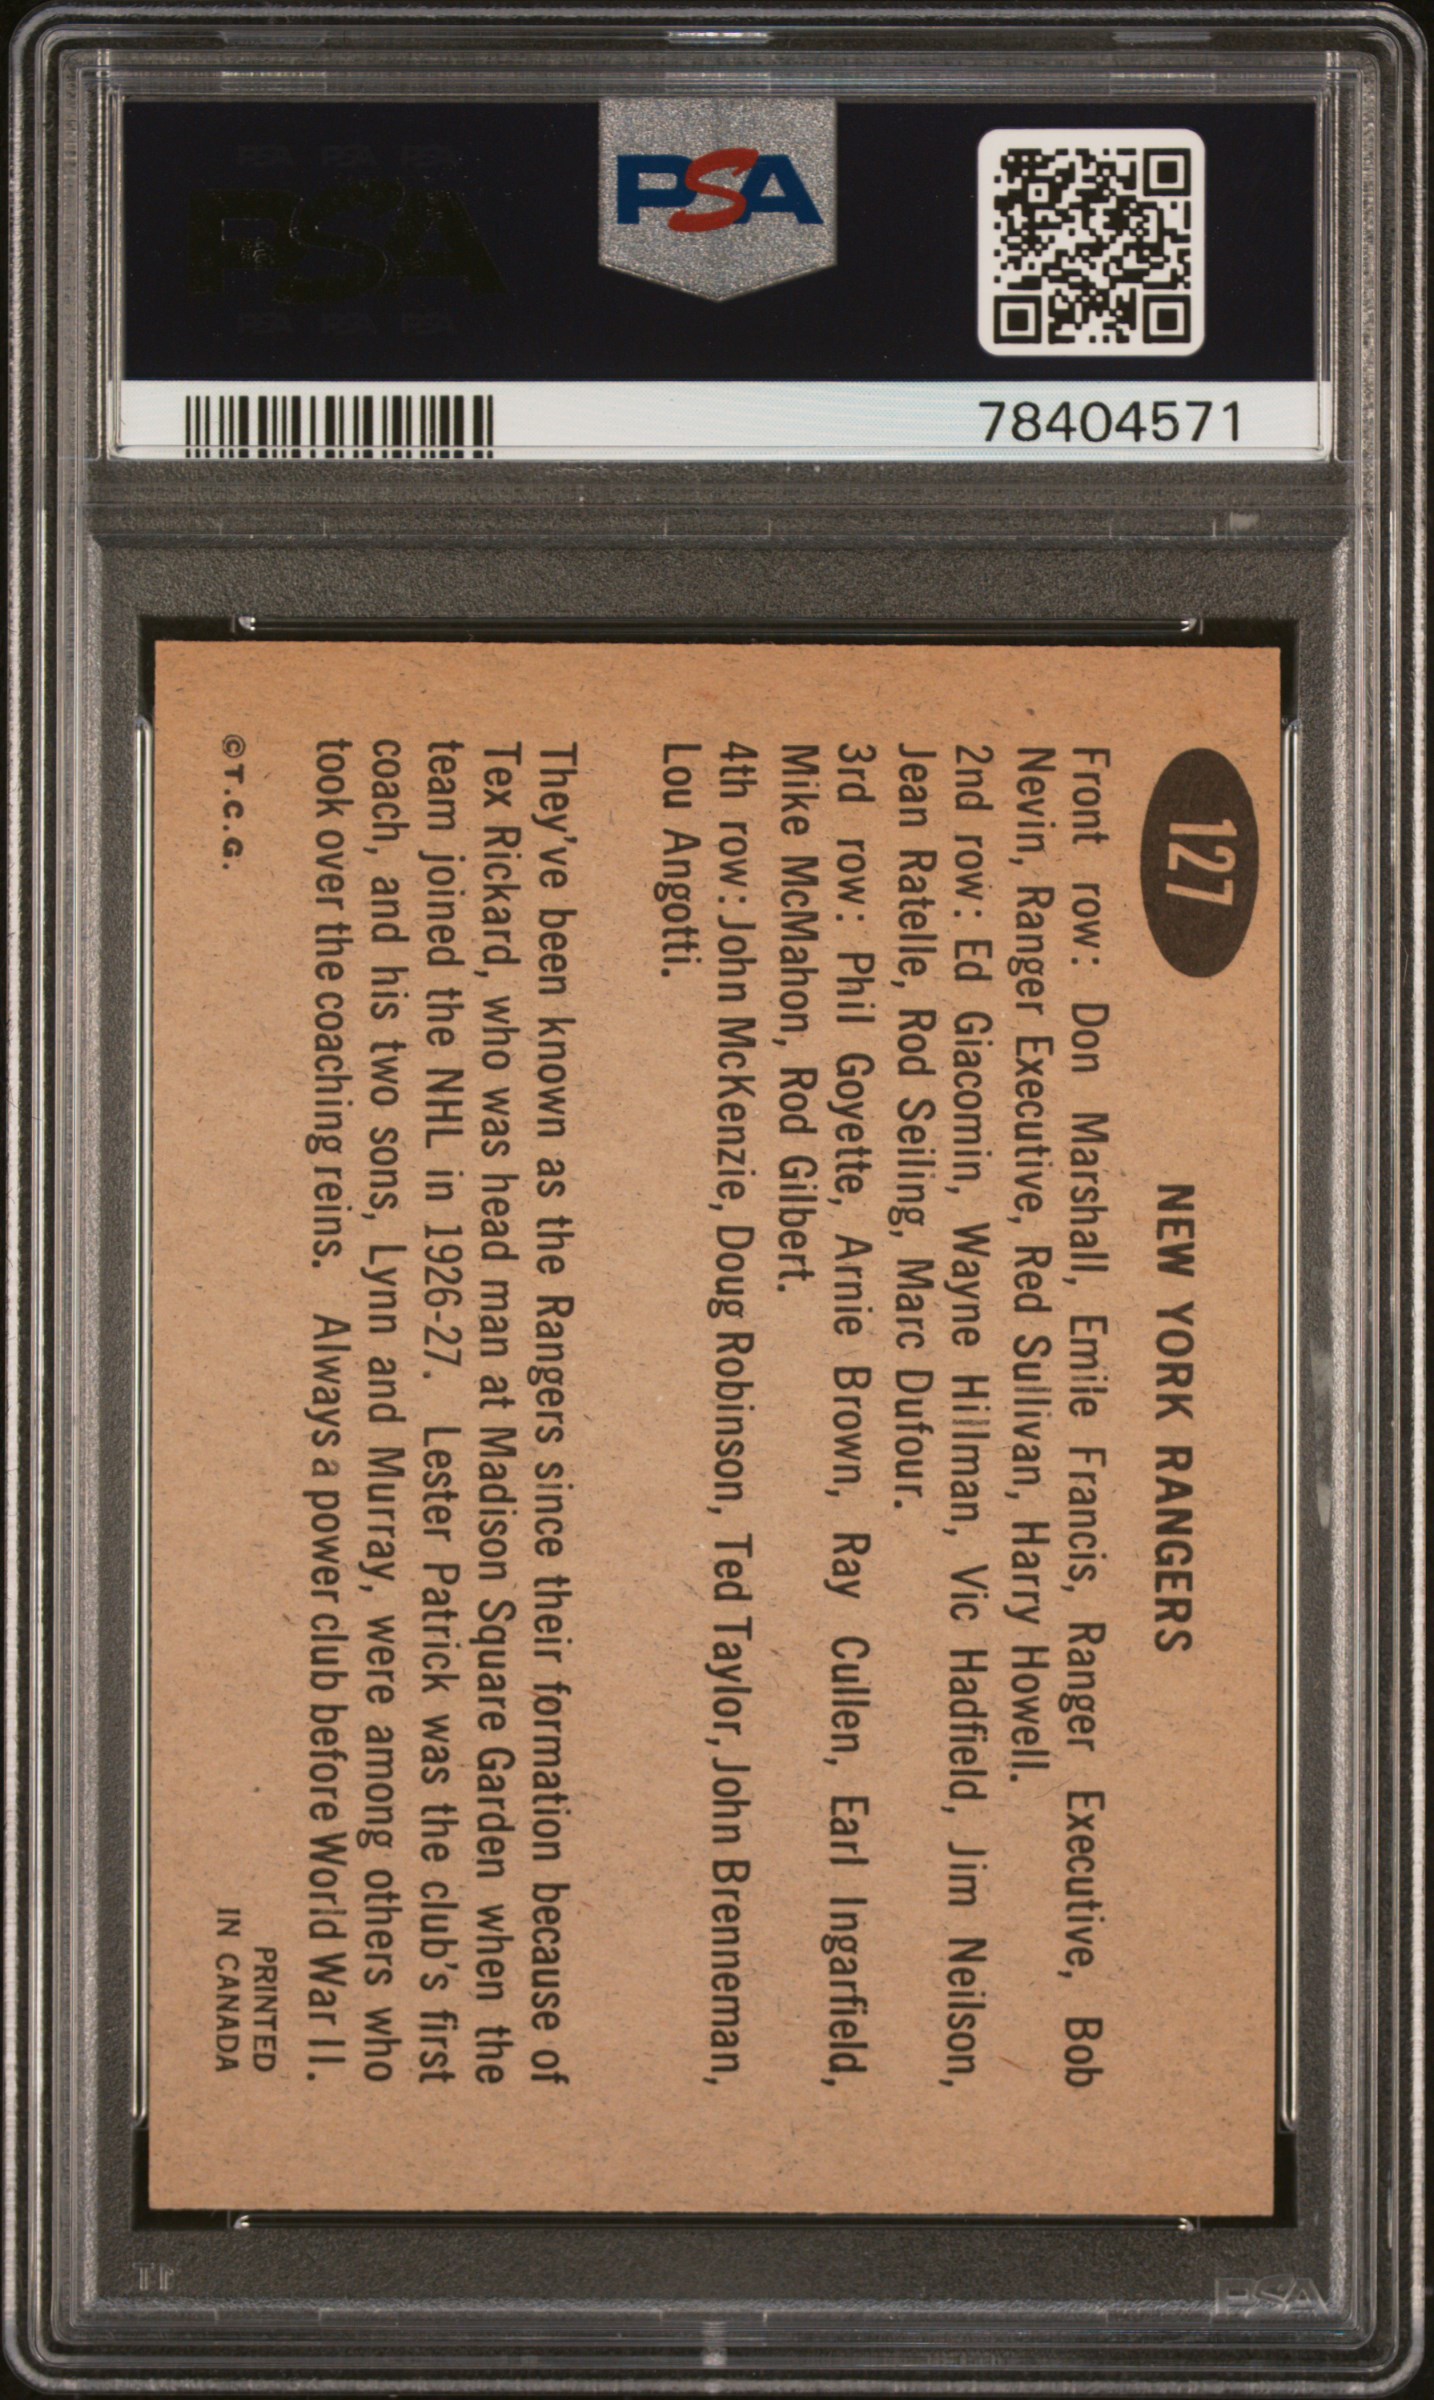 PSA
PSA
78404571
127
NEW YORK RANGERS
Front row: Don Marshall, Emile Francis, Ranger Executive, Bob
Nevin, Ranger Executive, Red Sullivan, Harry Howell.
2nd row: Ed Giacomin, Wayne Hillman, Vic Hadfield, Jim Neilson,
Jean Ratelle, Rod Seiling, Marc Dufour.
3rd row: Phil Goyette, Arnie Brown, Ray Cullen, Earl Ingarfield,
Mike McMahon, Rod Gilbert.
4th row: John McKenzie, Doug Robinson, Ted Taylor, John Brenneman,
Lou Angotti.
They've been known as the Rangers since their formation because of
Tex Rickard, who was head man at Madison Square Garden when the
team joined the NHL in 1926-27. Lester Patrick was the club's first
coach, and his two sons, Lynn and Murray, were among others who
took over the coaching reins. Always a power club before World War II.
© T.C.G.
PRINTED
IN CANADA
PSA